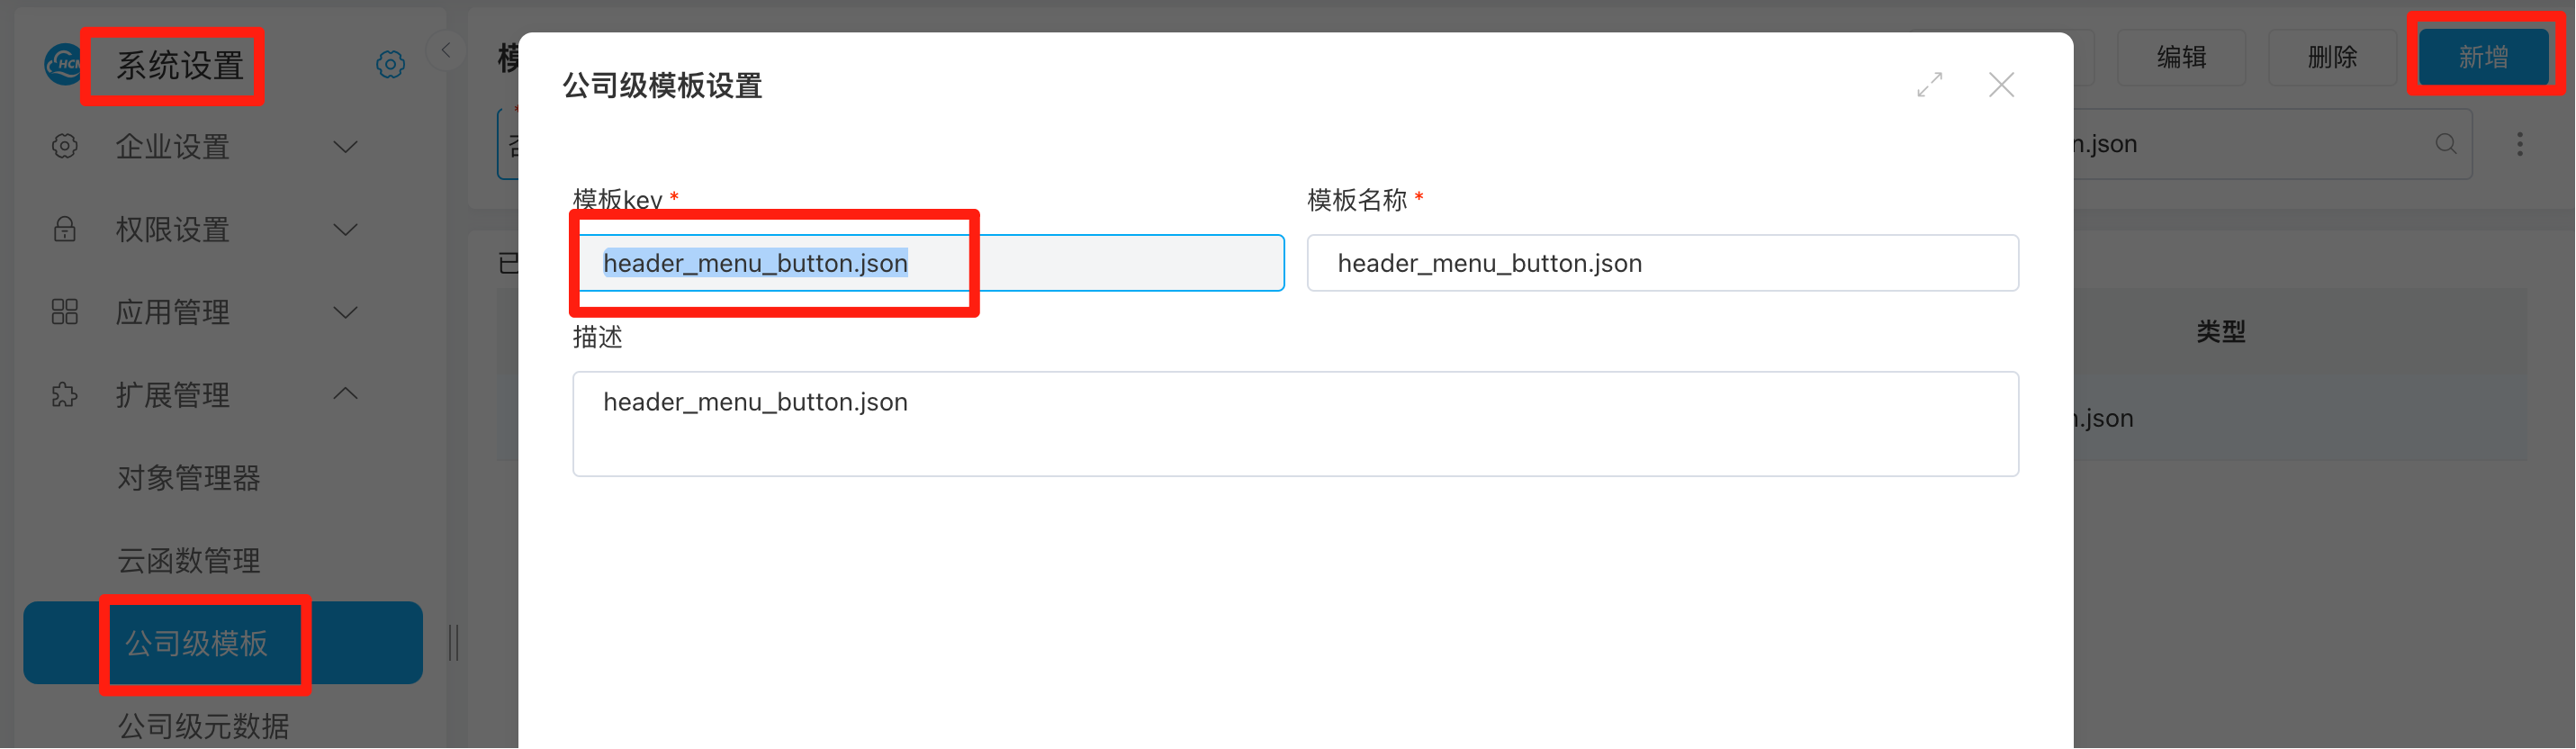 HCM
系统设置
企业设置
权限设置
应用管理
扩展管理
对象管理器
云函数管理
公司级模板
公司级元数据
编辑
删除
新增
n.json
已
类型
n.json
公司级模板设置
模板key *
header_menu_button.json
模板名称 *
header_menu_button.json
描述
header_menu_button.json